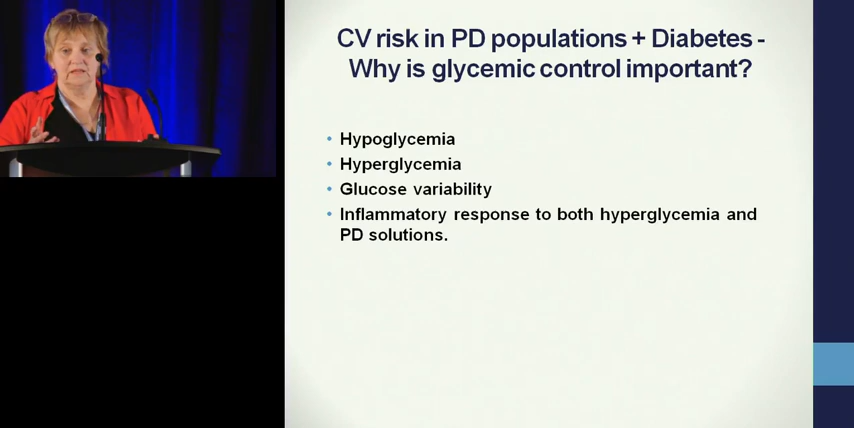 CV risk in PD populations + Diabetes -
Why is glycemic control important?
• Hypoglycemia
• Hyperglycemia
• Glucose variability
• Inflammatory response to both hyperglycemia and
PD solutions.